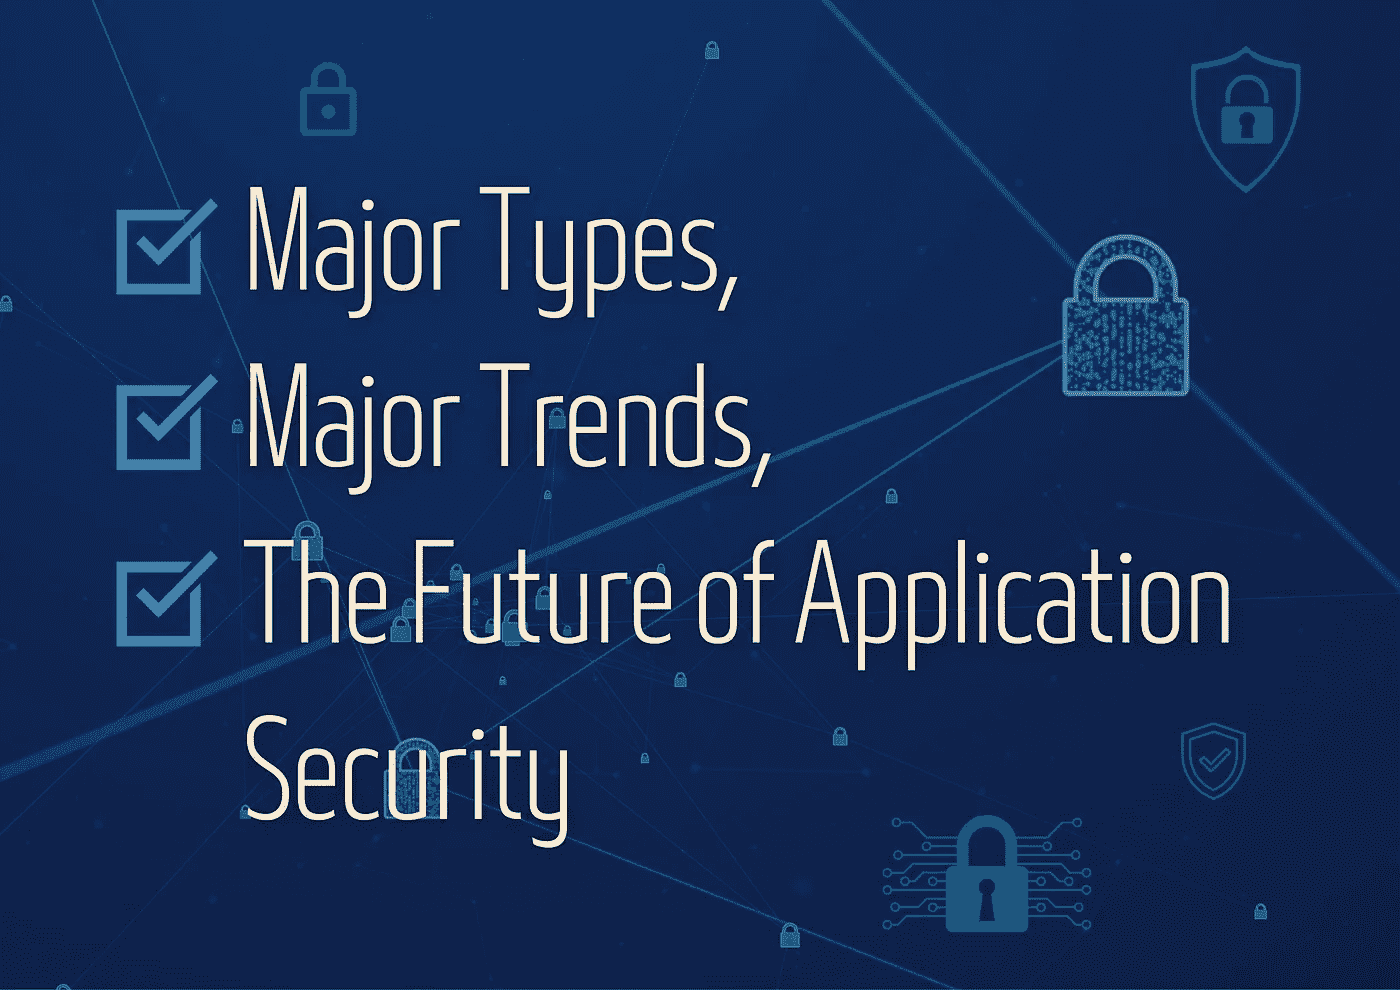 Major Types,
Major Trends,
The Future of Application
Security